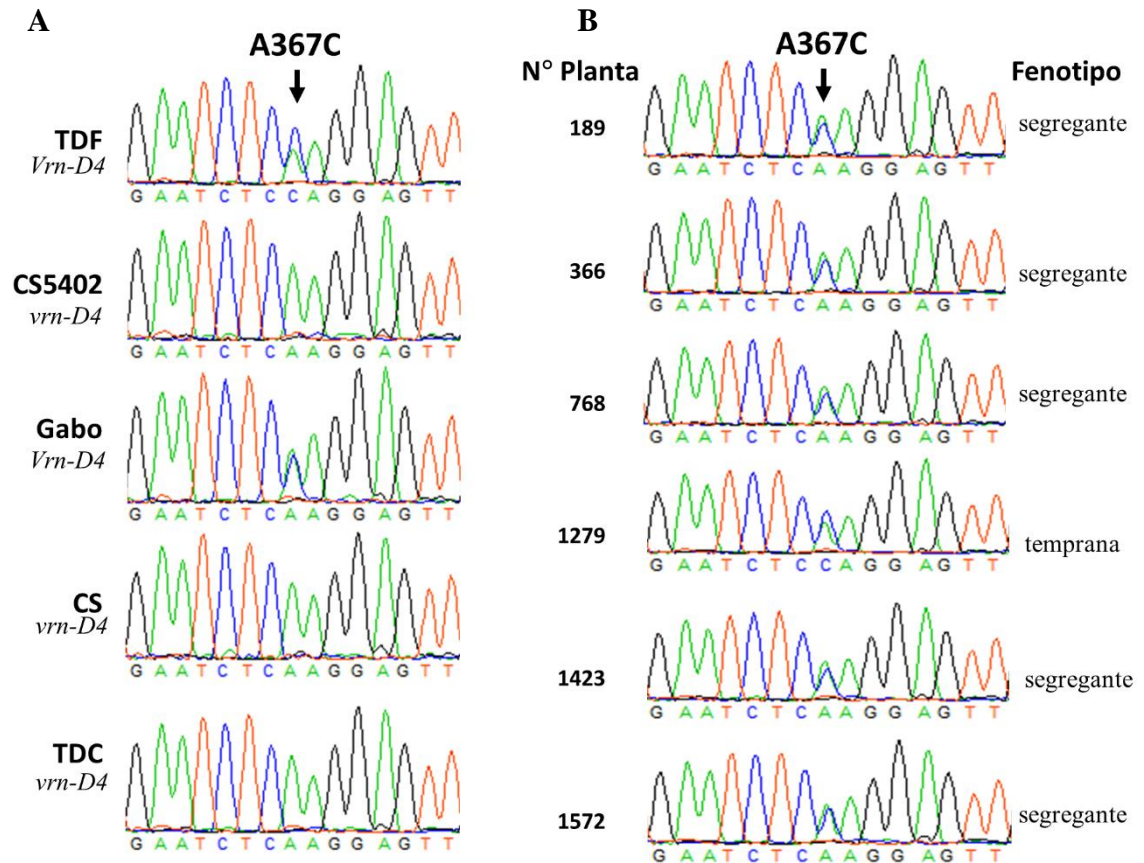 A
A367C
TDF
Vrn-D4
G A A T C T C C A G G A G T T
CS5402
vrn-D4
G A A T C T C A A G G A G T T
Gabo
Vrn-D4
G A A T C T C A A G G A G T T
CS
vrn-D4
G A A T C T C A A G G A G T T
TDC
vrn-D4
G A A T C T C A A G G A G T T
B
A367C
N° Planta
Fenotipo
189
segregante
G A A T C T C A A G G A G T T
366
segregante
G A A T C T C A A G G A G T T
768
segregante
G A A T C T C A A G G A G T T
1279
temprana
G A A T C T C C A G G A G T T
1423
segregante
G A A T C T C A A G G A G T T
1572
segregante
G A A T C T C A A G G A G T T